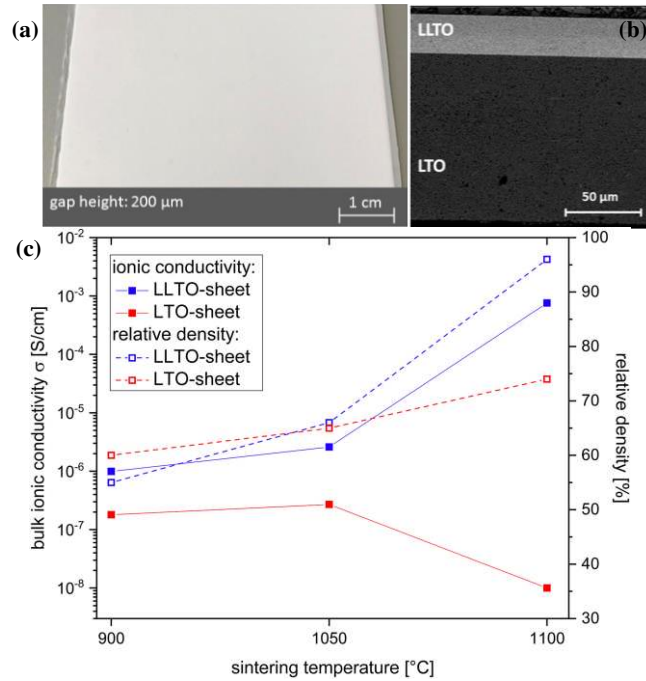 (a)
gap height: 200 µm
1 cm
LLTO
(b)
LTO
50 µm
(c)
ionic conductivity:
LLTO-sheet
LTO-sheet
relative density:
LLTO-sheet
LTO-sheet
bulk ionic conductivity σ [S/cm]
10⁻²
10⁻³
10⁻⁴
10⁻⁵
10⁻⁶
10⁻⁷
10⁻⁸
100
90
80
70
60
50
40
30
relative density
[%]
900
1050
1100
sintering temperature [°C]